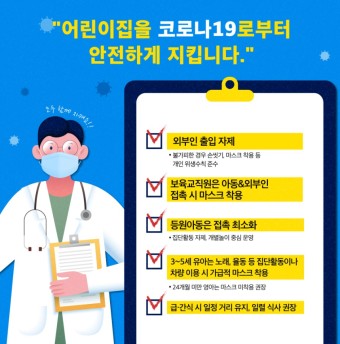 "어린이집을 코로나19로부터
안전하게 지킵니다."
외부인 출입 자제
* 불가피한 경우 손씻기, 마스크 착용 등
개인 위생수칙 준수
보육교직원은 아동&외부인
접촉 시 마스크 착용
등원아동은 접촉 최소화
* 집단활동 자제, 개별놀이 중심 운영
3~5세 유아는 노래, 율동 등 집단활동이나
차량 이용 시 가급적 마스크 착용
* 24개월 미만 영아는 마스크 미착용 권장
급·간식 시 일정 거리 유지, 일렬 식사 권장